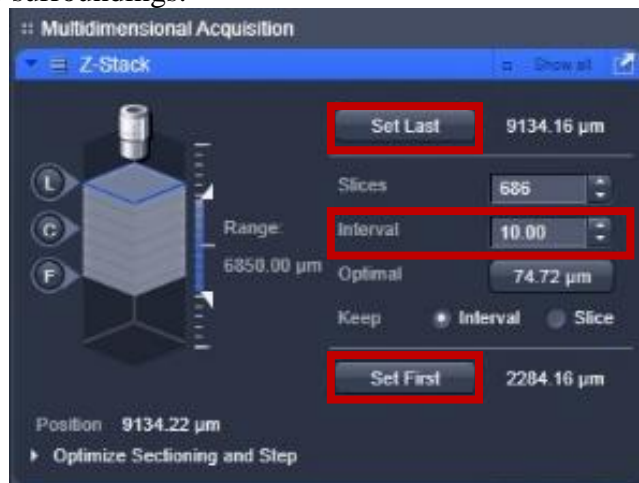 surroundings.
Multidimensional Acquisition
Z-Stack Show all
Set Last 9134.16 µm
L
Slices 686
C Range: Interval 10.00
F 6850.00 µm Optimal 74.72 µm
Keep Interval Slice
Set First 2284.16 µm
Position 9134.22 µm
Optimize Sectioning and Step